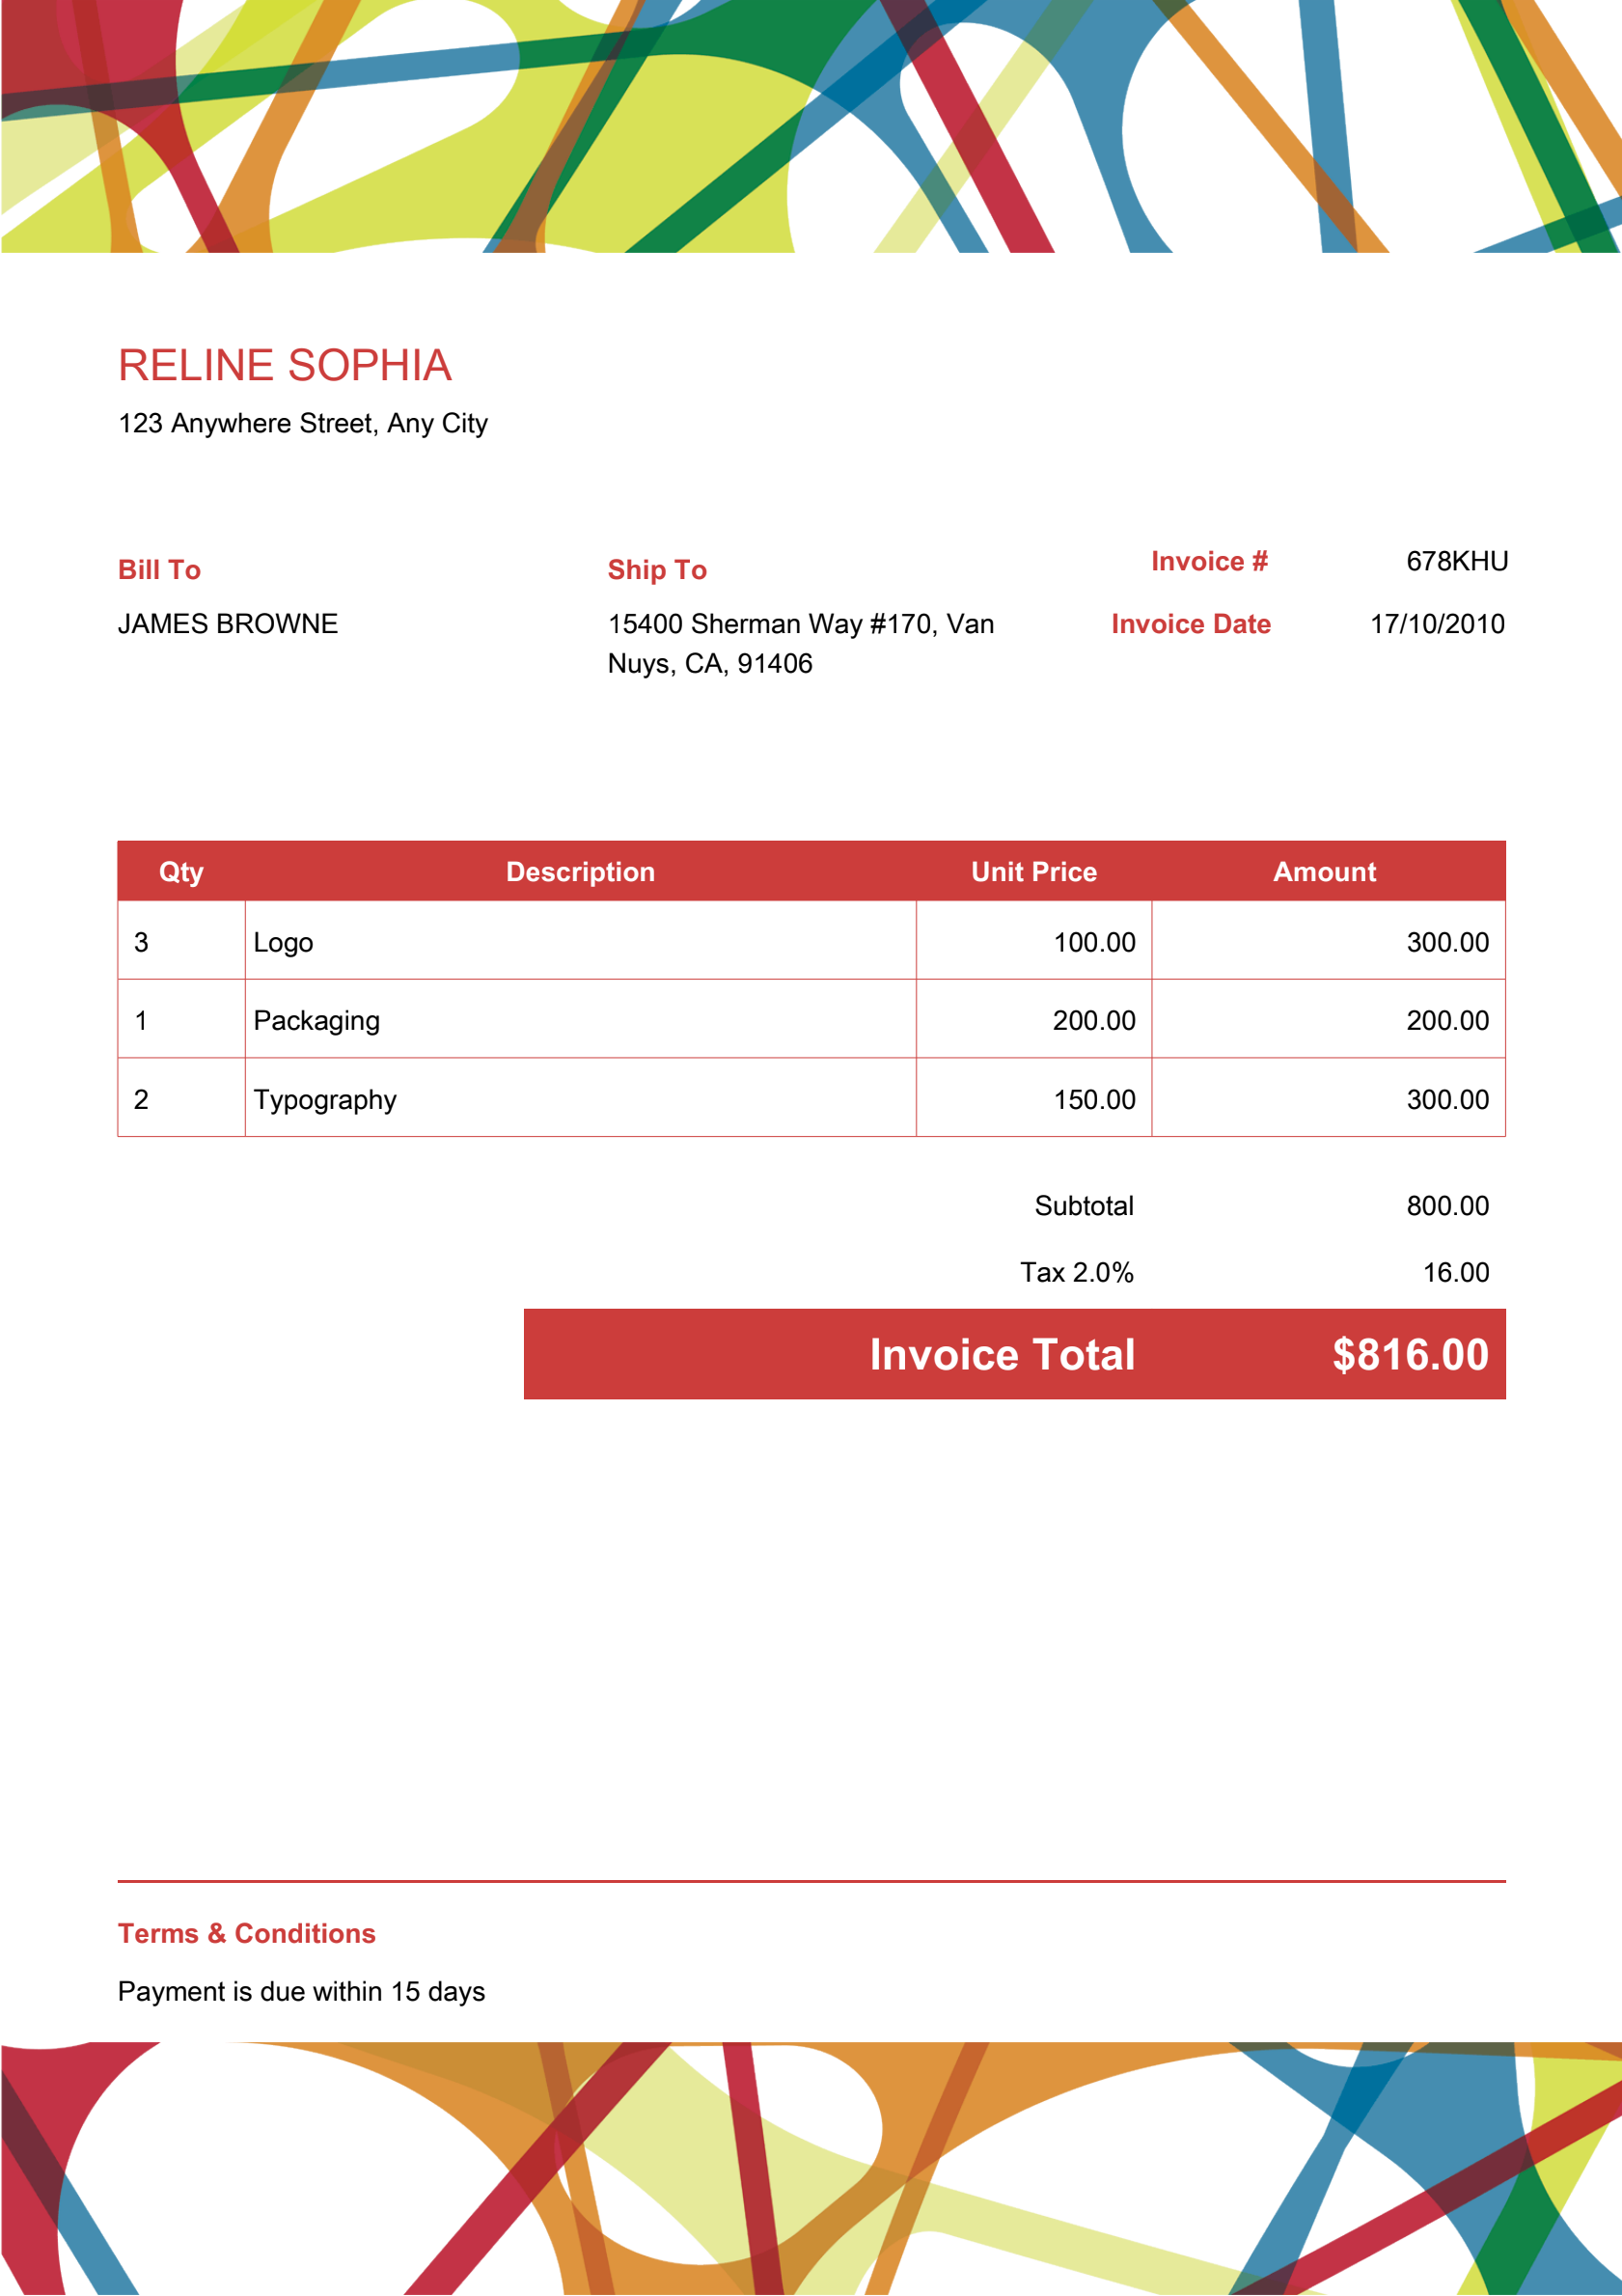 RELINE SOPHIA
123 Anywhere Street, Any City
Bill To
JAMES BROWNE
Ship To
15400 Sherman Way #170, Van
Nuys, CA, 91406
Invoice # 678KHU
Invoice Date 17/10/2010
Qty Description Unit Price Amount
3 Logo 100.00 300.00
1 Packaging 200.00 200.00
2 Typography 150.00 300.00
Subtotal 800.00
Tax 2.0% 16.00
Invoice Total $816.00
Terms & Conditions
Payment is due within 15 days